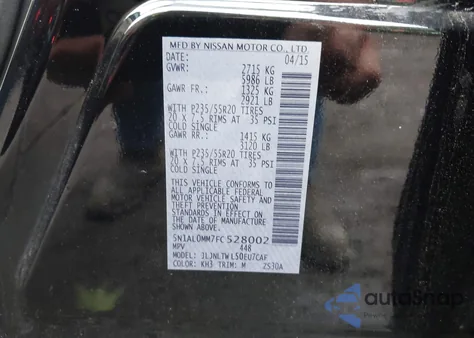 MFD BY NISSAN MOTOR CO., LTD.
DATE: 04/15
GVWR: 2715 KG
5986 LB
GAWR FR.: 1325 KG
2921 LB
WITH P235/55R20 TIRES
20 X 7.5 RIMS AT 35 PSI
COLD SINGLE
GAWR RR.: 1415 KG
3120 LB
WITH P235/55R20 TIRES
20 X 7.5 RIMS AT 35 PSI
COLD SINGLE
THIS VEHICLE CONFORMS TO
ALL APPLICABLE FEDERAL
MOTOR VEHICLE SAFETY
STANDARDS IN EFFECT ON
THE DATE OF MANUFACTURE
SHOWN ABOVE.
5N1AL0MM7FC528002
MPV 448
MODEL: JLJNLTWL50EU7CAF
COLOR: KH3 TRIM: M ZS30A
autoSnap